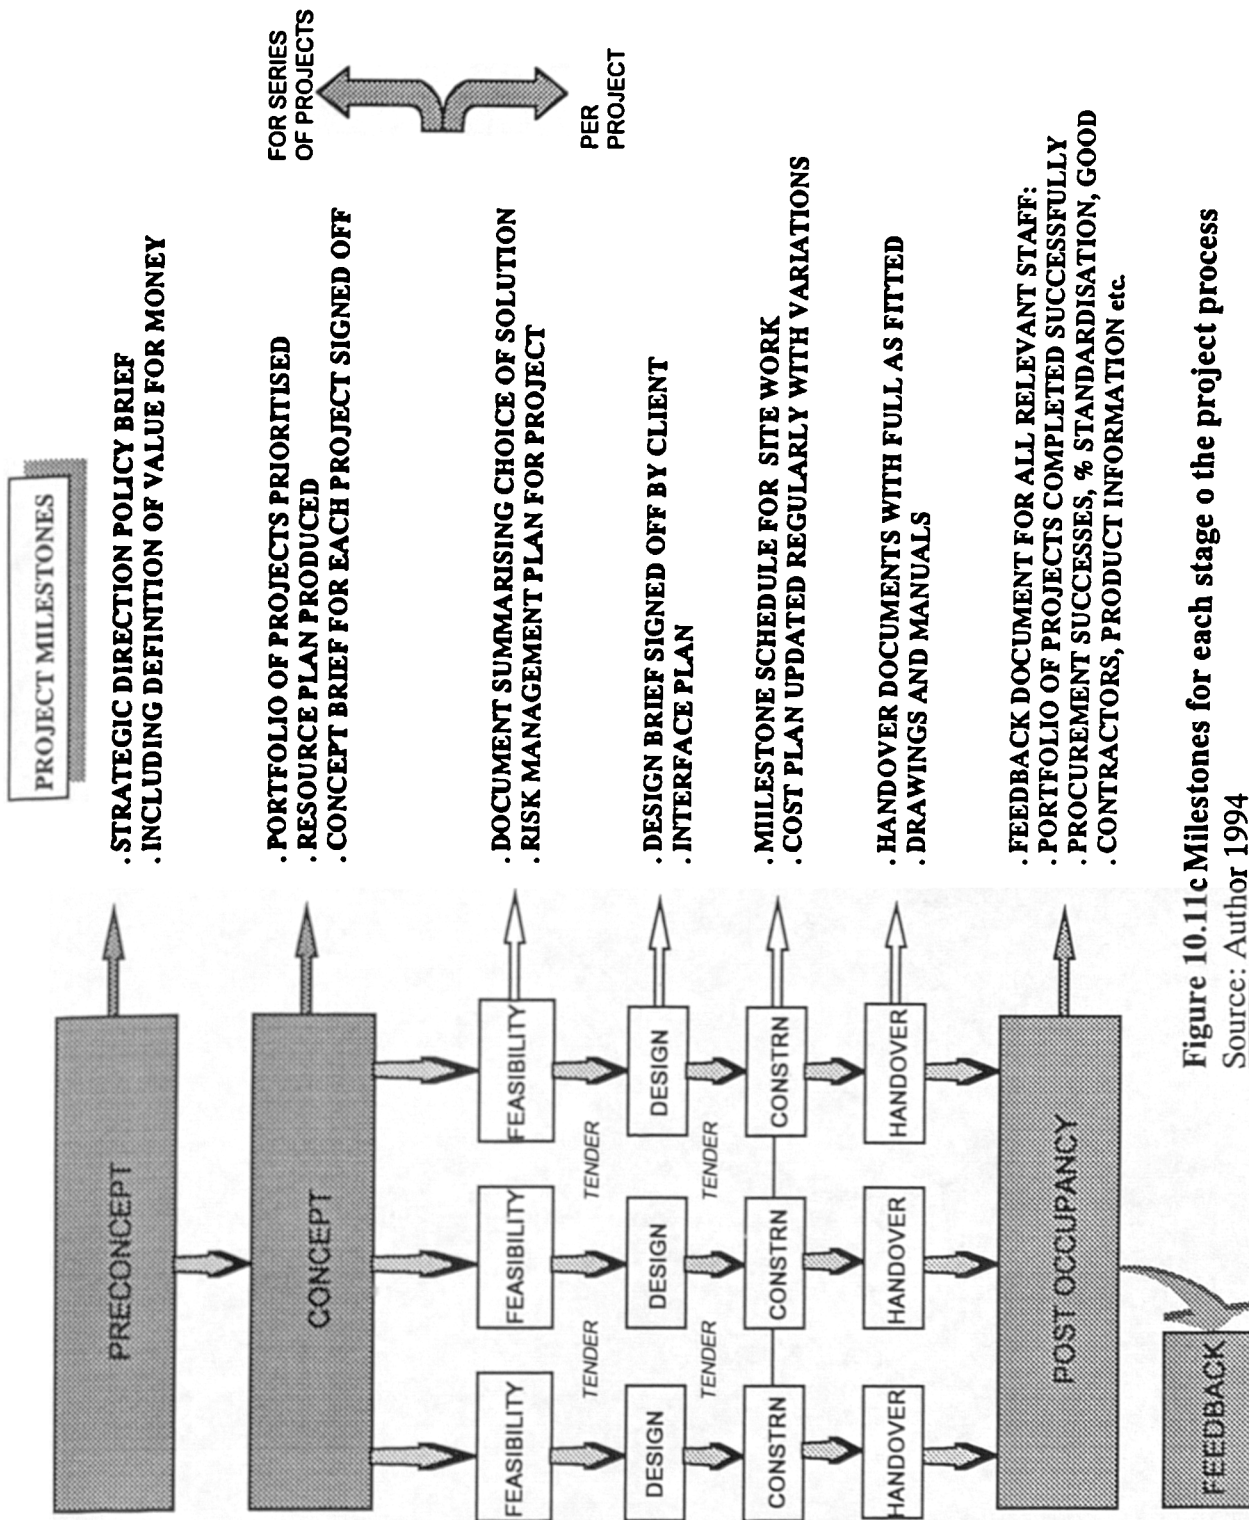 PROJECT MILESTONES
PRECONCEPT
. STRATEGIC DIRECTION POLICY BRIEF
. INCLUDING DEFINITION OF VALUE FOR MONEY
CONCEPT
. PORTFOLIO OF PROJECTS PRIORITISED
. RESOURCE PLAN PRODUCED
. CONCEPT BRIEF FOR EACH PROJECT SIGNED OFF
FOR SERIES
OF PROJECTS
PER
PROJECT
FEASIBILITY FEASIBILITY FEASIBILITY
. DOCUMENT SUMMARISING CHOICE OF SOLUTION
. RISK MANAGEMENT PLAN FOR PROJECT
TENDER TENDER
DESIGN DESIGN DESIGN
. DESIGN BRIEF SIGNED OFF BY CLIENT
. INTERFACE PLAN
TENDER TENDER
CONSTRN CONSTRN CONSTRN
. MIILESTONE SCHEDULE FOR SITE WORK
. COST PLAN UPDATED REGULARLY WITH VARIATIONS
HANDOVER HANDOVER HANDOVER
. HANDOVER DOCUMENTS WITH FULL AS FITTED
. DRAWINGS AND MANUALS
POST OCCUPANCY
. FEEDBACK DOCUMENT FOR ALL RELEVANT STAFF:
. PORTFOLIO OF PROJECTS COMPLETED SUCCESSFULLY
. PROCUREMENT SUCCESSES, % STANDARDISATION, GOOD
. CONTRACTORS, PRODUCT INFORMATION etc.
FEEDBACK
Figure 10.11c Milestones for each stage o the project process
Source: Author 1994